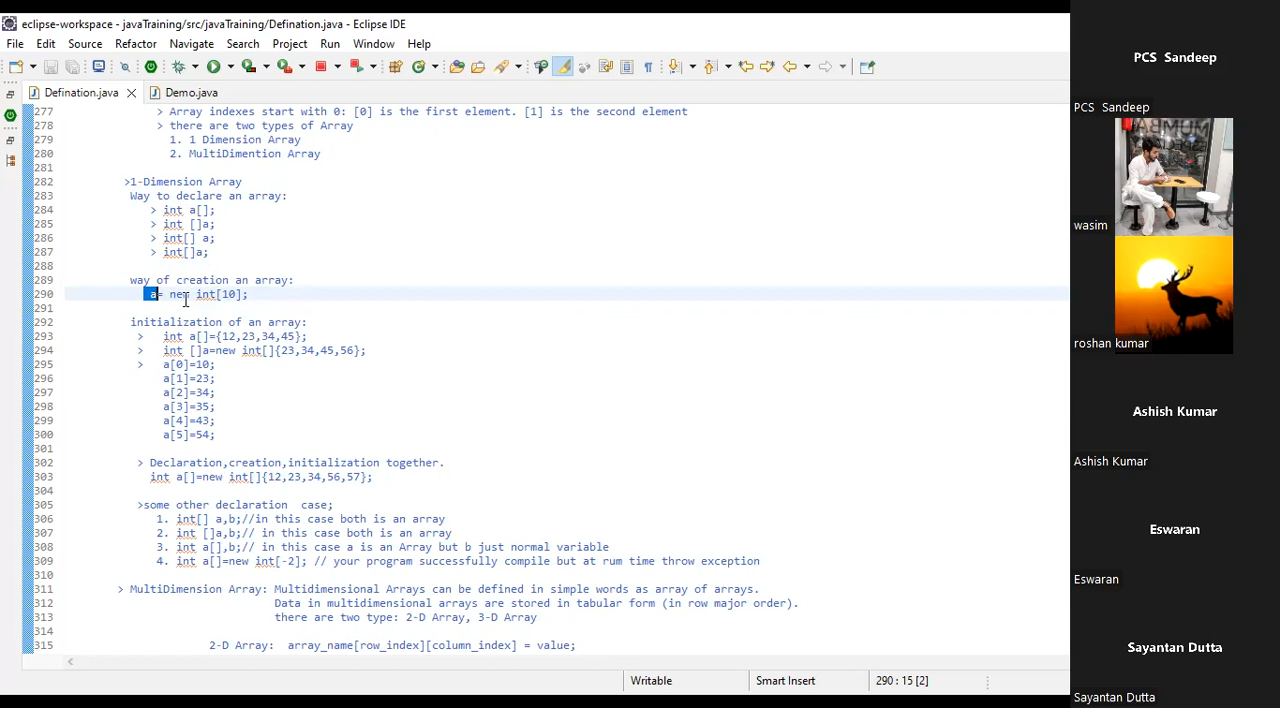 eclipse-workspace - javaTraining/src/javaTraining/Defination.java - Eclipse IDE
File Edit Source Refactor Navigate Search Project Run Window Help
Defination.java Demo.java
277 > Array indexes start with 0: [0] is the first element. [1] is the second element
278 > there are two types of Array
279 1. 1 Dimension Array
280 2. MultiDimention Array
281
282 >1-Dimension Array
283 Way to declare an array:
284 > int a[];
285 > int []a;
286 > int[] a;
287 > int[]a;
288
289 way of creation an array:
290 a= new int[10];
291
292 initialization of an array:
293 > int a[]={12,23,34,45};
294 > int []a=new int[]{23,34,45,56};
295 > a[0]=10;
296 a[1]=23;
297 a[2]=34;
298 a[3]=35;
299 a[4]=43;
300 a[5]=54;
301
302 > Declaration,creation,initialization together.
303 int a[]=new int[]{12,23,34,56,57};
304
305 >some other declaration case;
306 1. int[] a,b;//in this case both is an array
307 2. int []a,b;// in this case both is an array
308 3. int a[],b;// in this case a is an Array but b just normal variable
309 4. int a[]=new int[-2]; // your program successfully compile but at rum time throw exception
310
311 > MultiDimension Array: Multidimensional Arrays can be defined in simple words as array of arrays.
312 Data in multidimensional arrays are stored in tabular form (in row major order).
313 there are two type: 2-D Array, 3-D Array
314
315 2-D Array: array_name[row_index][column_index] = value;
Writable Smart Insert 290 : 15 [2]
PCS Sandeep
PCS Sandeep
MUMBAI
wasim
roshan kumar
Ashish Kumar
Ashish Kumar
Eswaran
Eswaran
Sayantan Dutta
Sayantan Dutta